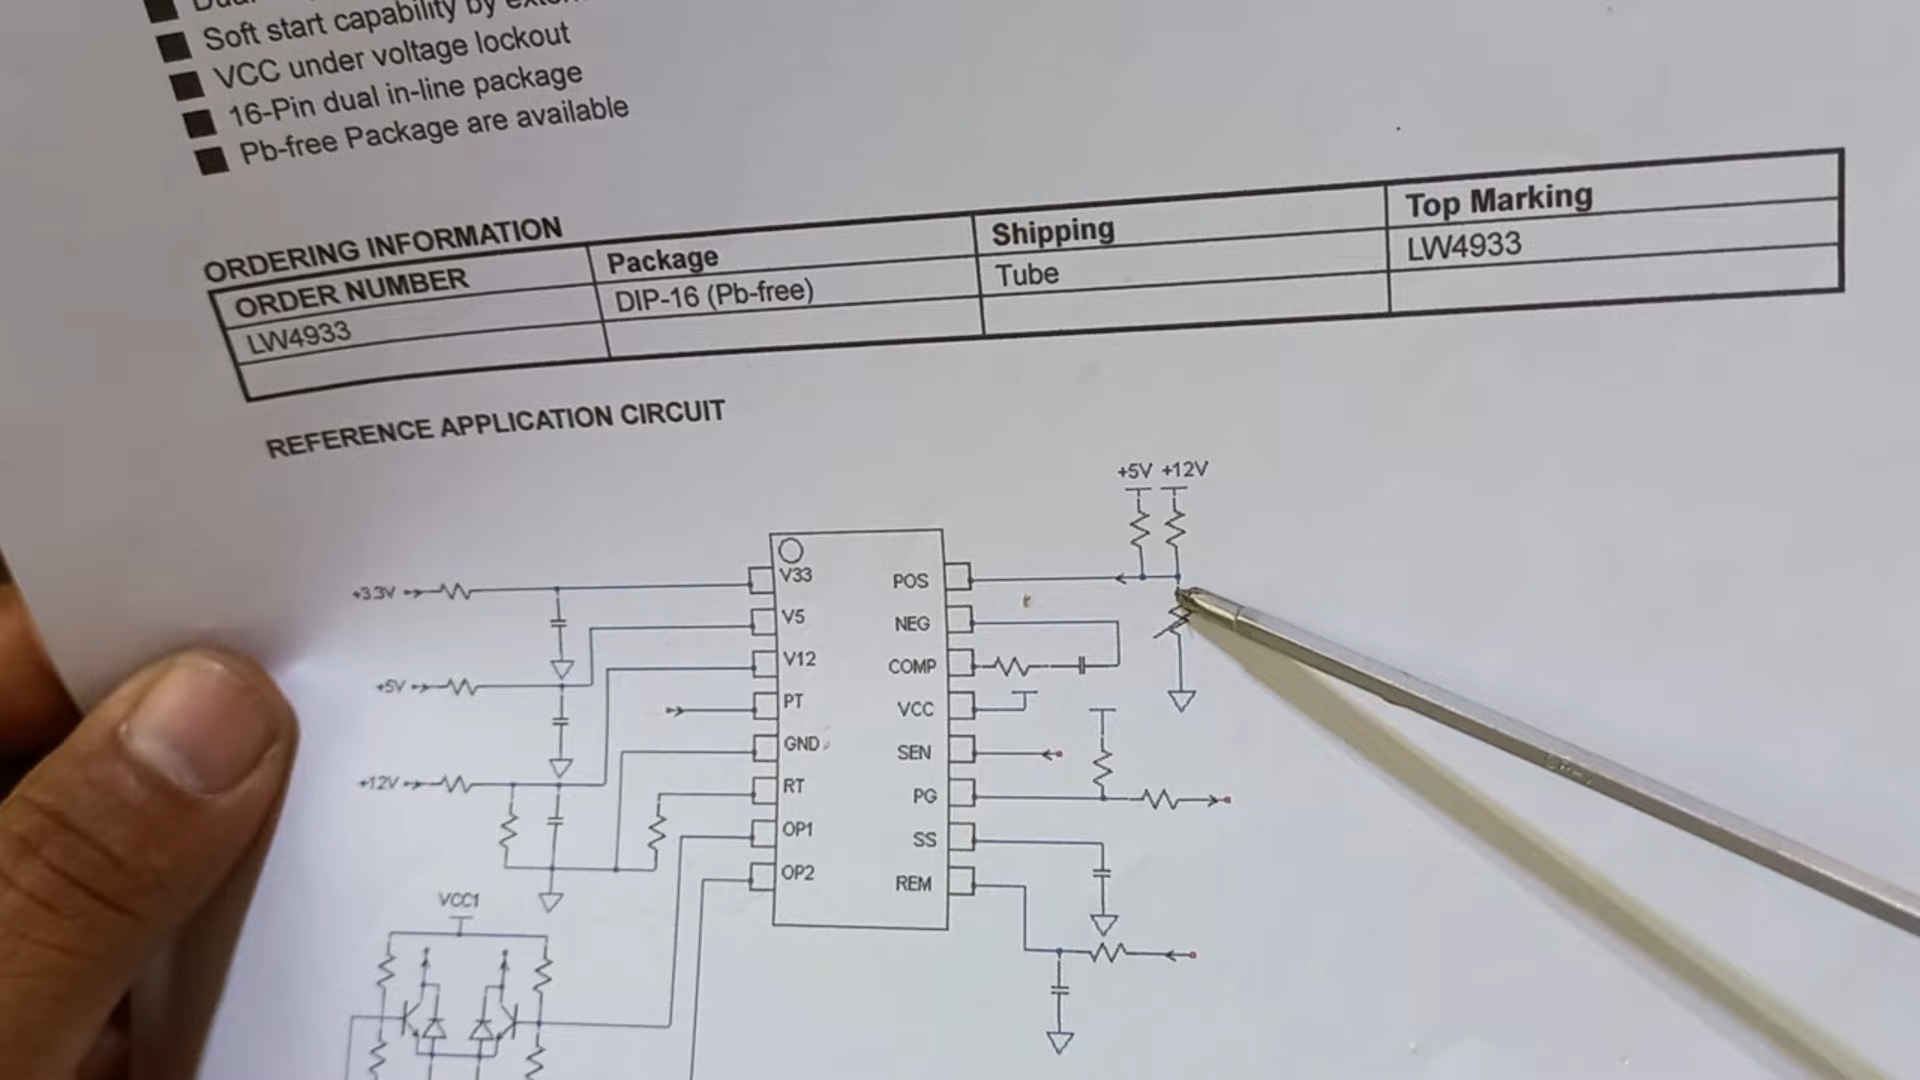 Soft start capability by
VCC under voltage lockout
16-Pin dual in-line package
Pb-free Package are available
ORDERING INFORMATION
ORDER NUMBER Package Shipping Top Marking
LW4933 DIP-16 (Pb-free) Tube LW4933
REFERENCE APPLICATION CIRCUIT
+5V +12V
+3.3V V33 POS
V5 NEG
+5V V12 COMP
PT VCC
GND SEN
+12V RT PG
OP1 SS
OP2 REM
VCC1